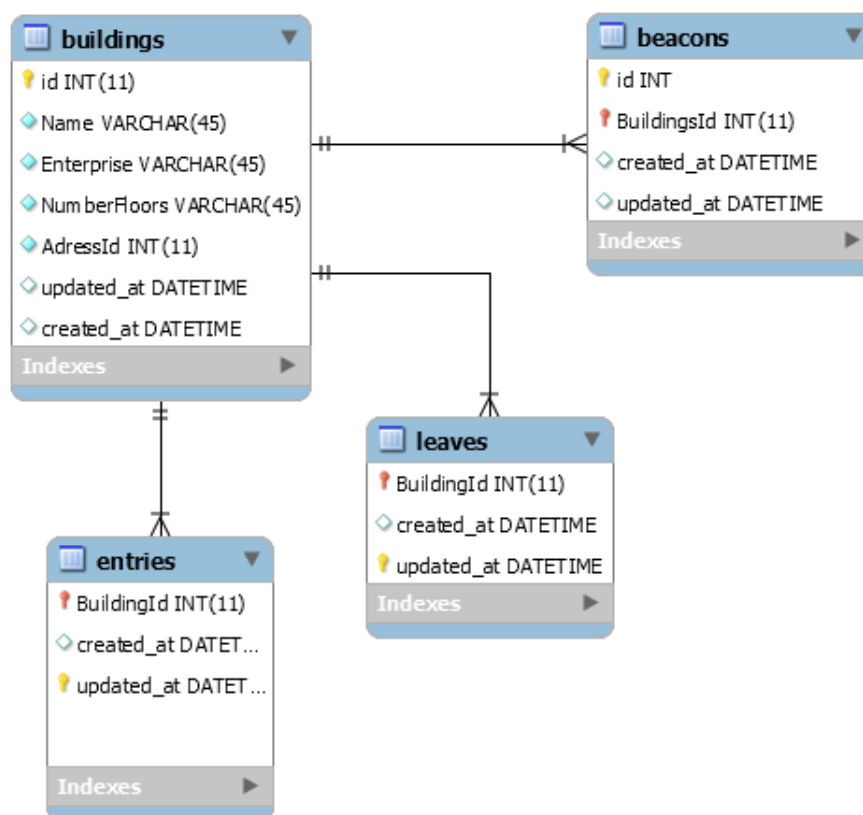 buildings
id INT(11)
Name VARCHAR(45)
Enterprise VARCHAR(45)
NumberFloors VARCHAR(45)
AdressId INT(11)
updated_at DATETIME
created_at DATETIME
Indexes
beacons
id INT
BuildingsId INT(11)
created_at DATETIME
updated_at DATETIME
Indexes
leaves
BuildingId INT(11)
created_at DATETIME
updated_at DATETIME
Indexes
entries
BuildingId INT(11)
created_at DATET...
updated_at DATET...
Indexes